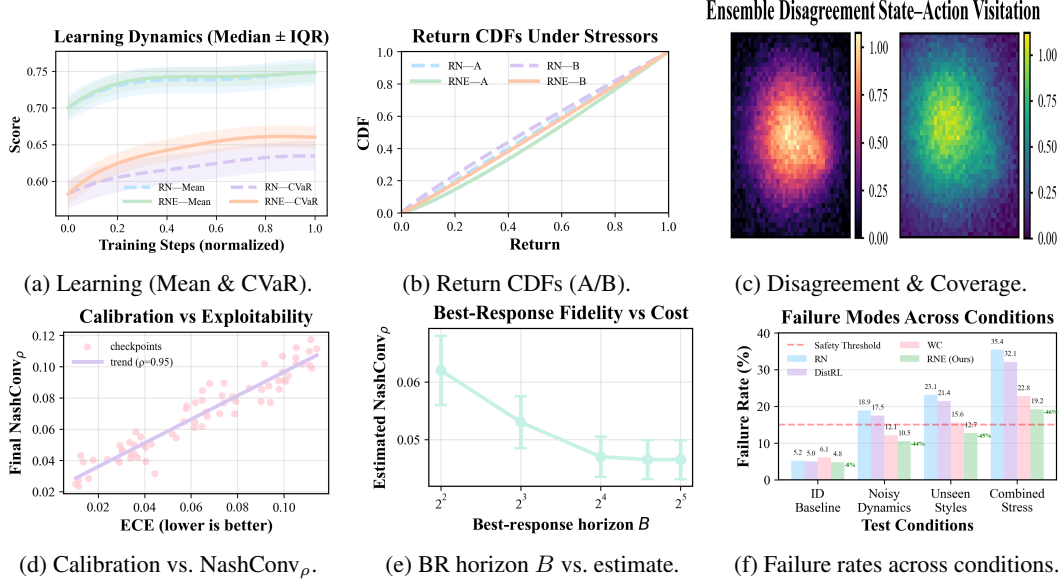 Learning Dynamics (Median ± IQR)
Score
0.75
0.70
0.65
0.60
RN—Mean
RNE—Mean
RN—CVaR
RNE—CVaR
0.0 0.2 0.4 0.6 0.8 1.0
Training Steps (normalized)
(a) Learning (Mean & CVaR).
Return CDFs Under Stressors
CDF
1.0
0.8
0.6
0.4
0.2
0.0
RN—A
RNE—A
RN—B
RNE—B
0.0 0.2 0.4 0.6 0.8 1.0
Return
(b) Return CDFs (A/B).
Ensemble Disagreement State–Action Visitation
1.00
0.75
0.50
0.25
0.00
1.00
0.75
0.50
0.25
0.00
(c) Disagreement & Coverage.
Calibration vs Exploitability
Final NashConvρ
0.12
0.10
0.08
0.06
0.04
0.02
checkpoints
trend (ρ=0.95)
0.02 0.04 0.06 0.08 0.10
ECE (lower is better)
(d) Calibration vs. NashConvρ.
Best-Response Fidelity vs Cost
Estimated NashConvρ
0.06
0.05
2² 2³ 2⁴ 2⁵
Best-response horizon B
(e) BR horizon B vs. estimate.
Failure Modes Across Conditions
Failure Rate (%)
40
30
20
10
0
Safety Threshold
RN
DistRL
WC
RNE (Ours)
5.2 5.0 6.1 4.8 -8%
18.9 17.5 12.1 10.5 -44%
23.1 21.4 15.6 12.7 -45%
35.4 32.1 22.8 19.2 -46%
ID Baseline
Noisy Dynamics
Unseen Styles
Combined Stress
Test Conditions
(f) Failure rates across conditions.